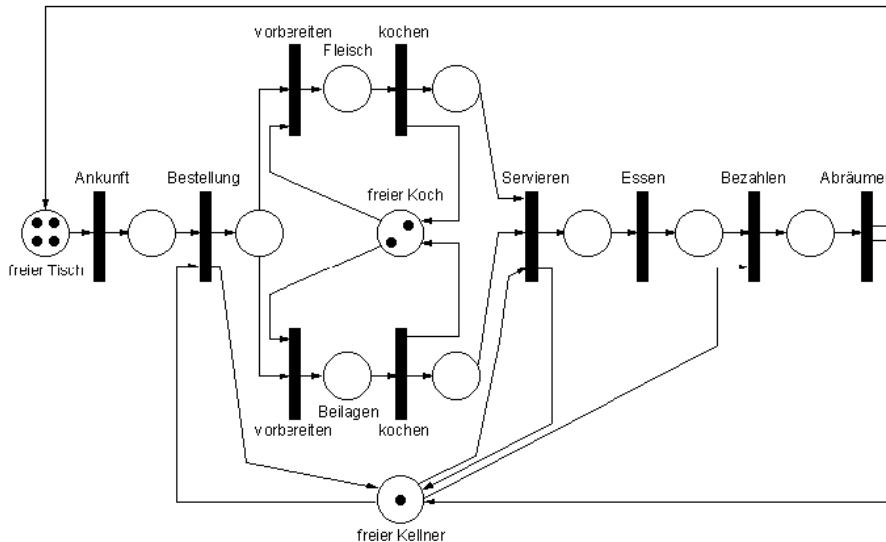 vorbereiten
kochen
Fleisch
Ankunft
Bestellung
freier Koch
Servieren
Essen
Bezahlen
Abräumen
freier Tisch
Beilagen
vorbereiten
kochen
freier Kellner